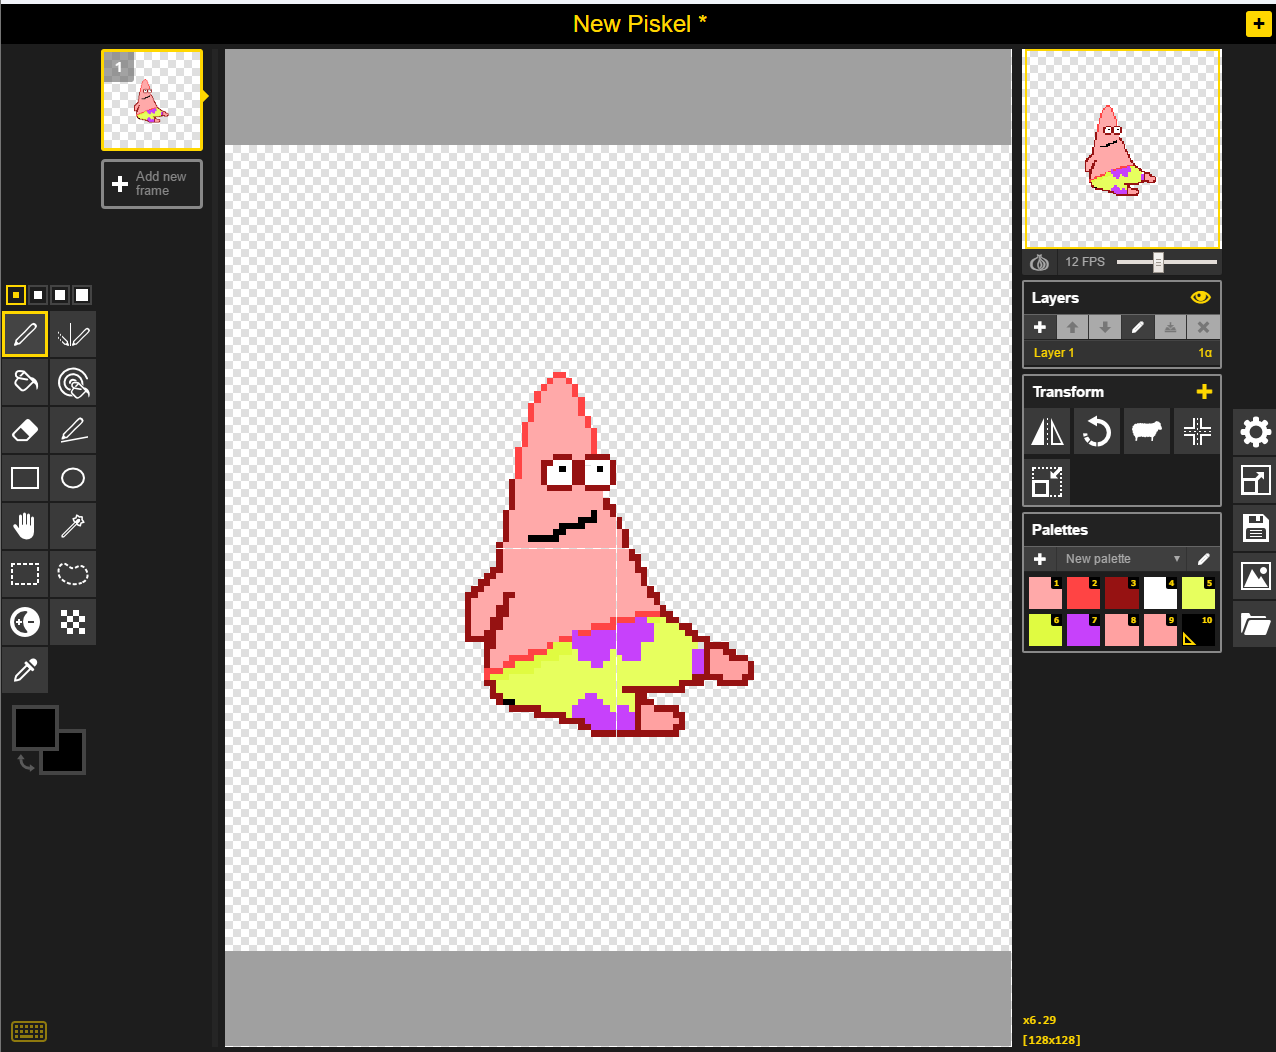 New Piskel *
1
Add new
frame
12 FPS
Layers
Layer 1
1α
Transform
Palettes
New palette
1
2
3
4
5
6
7
8
9
10
x6.29
[128x128]